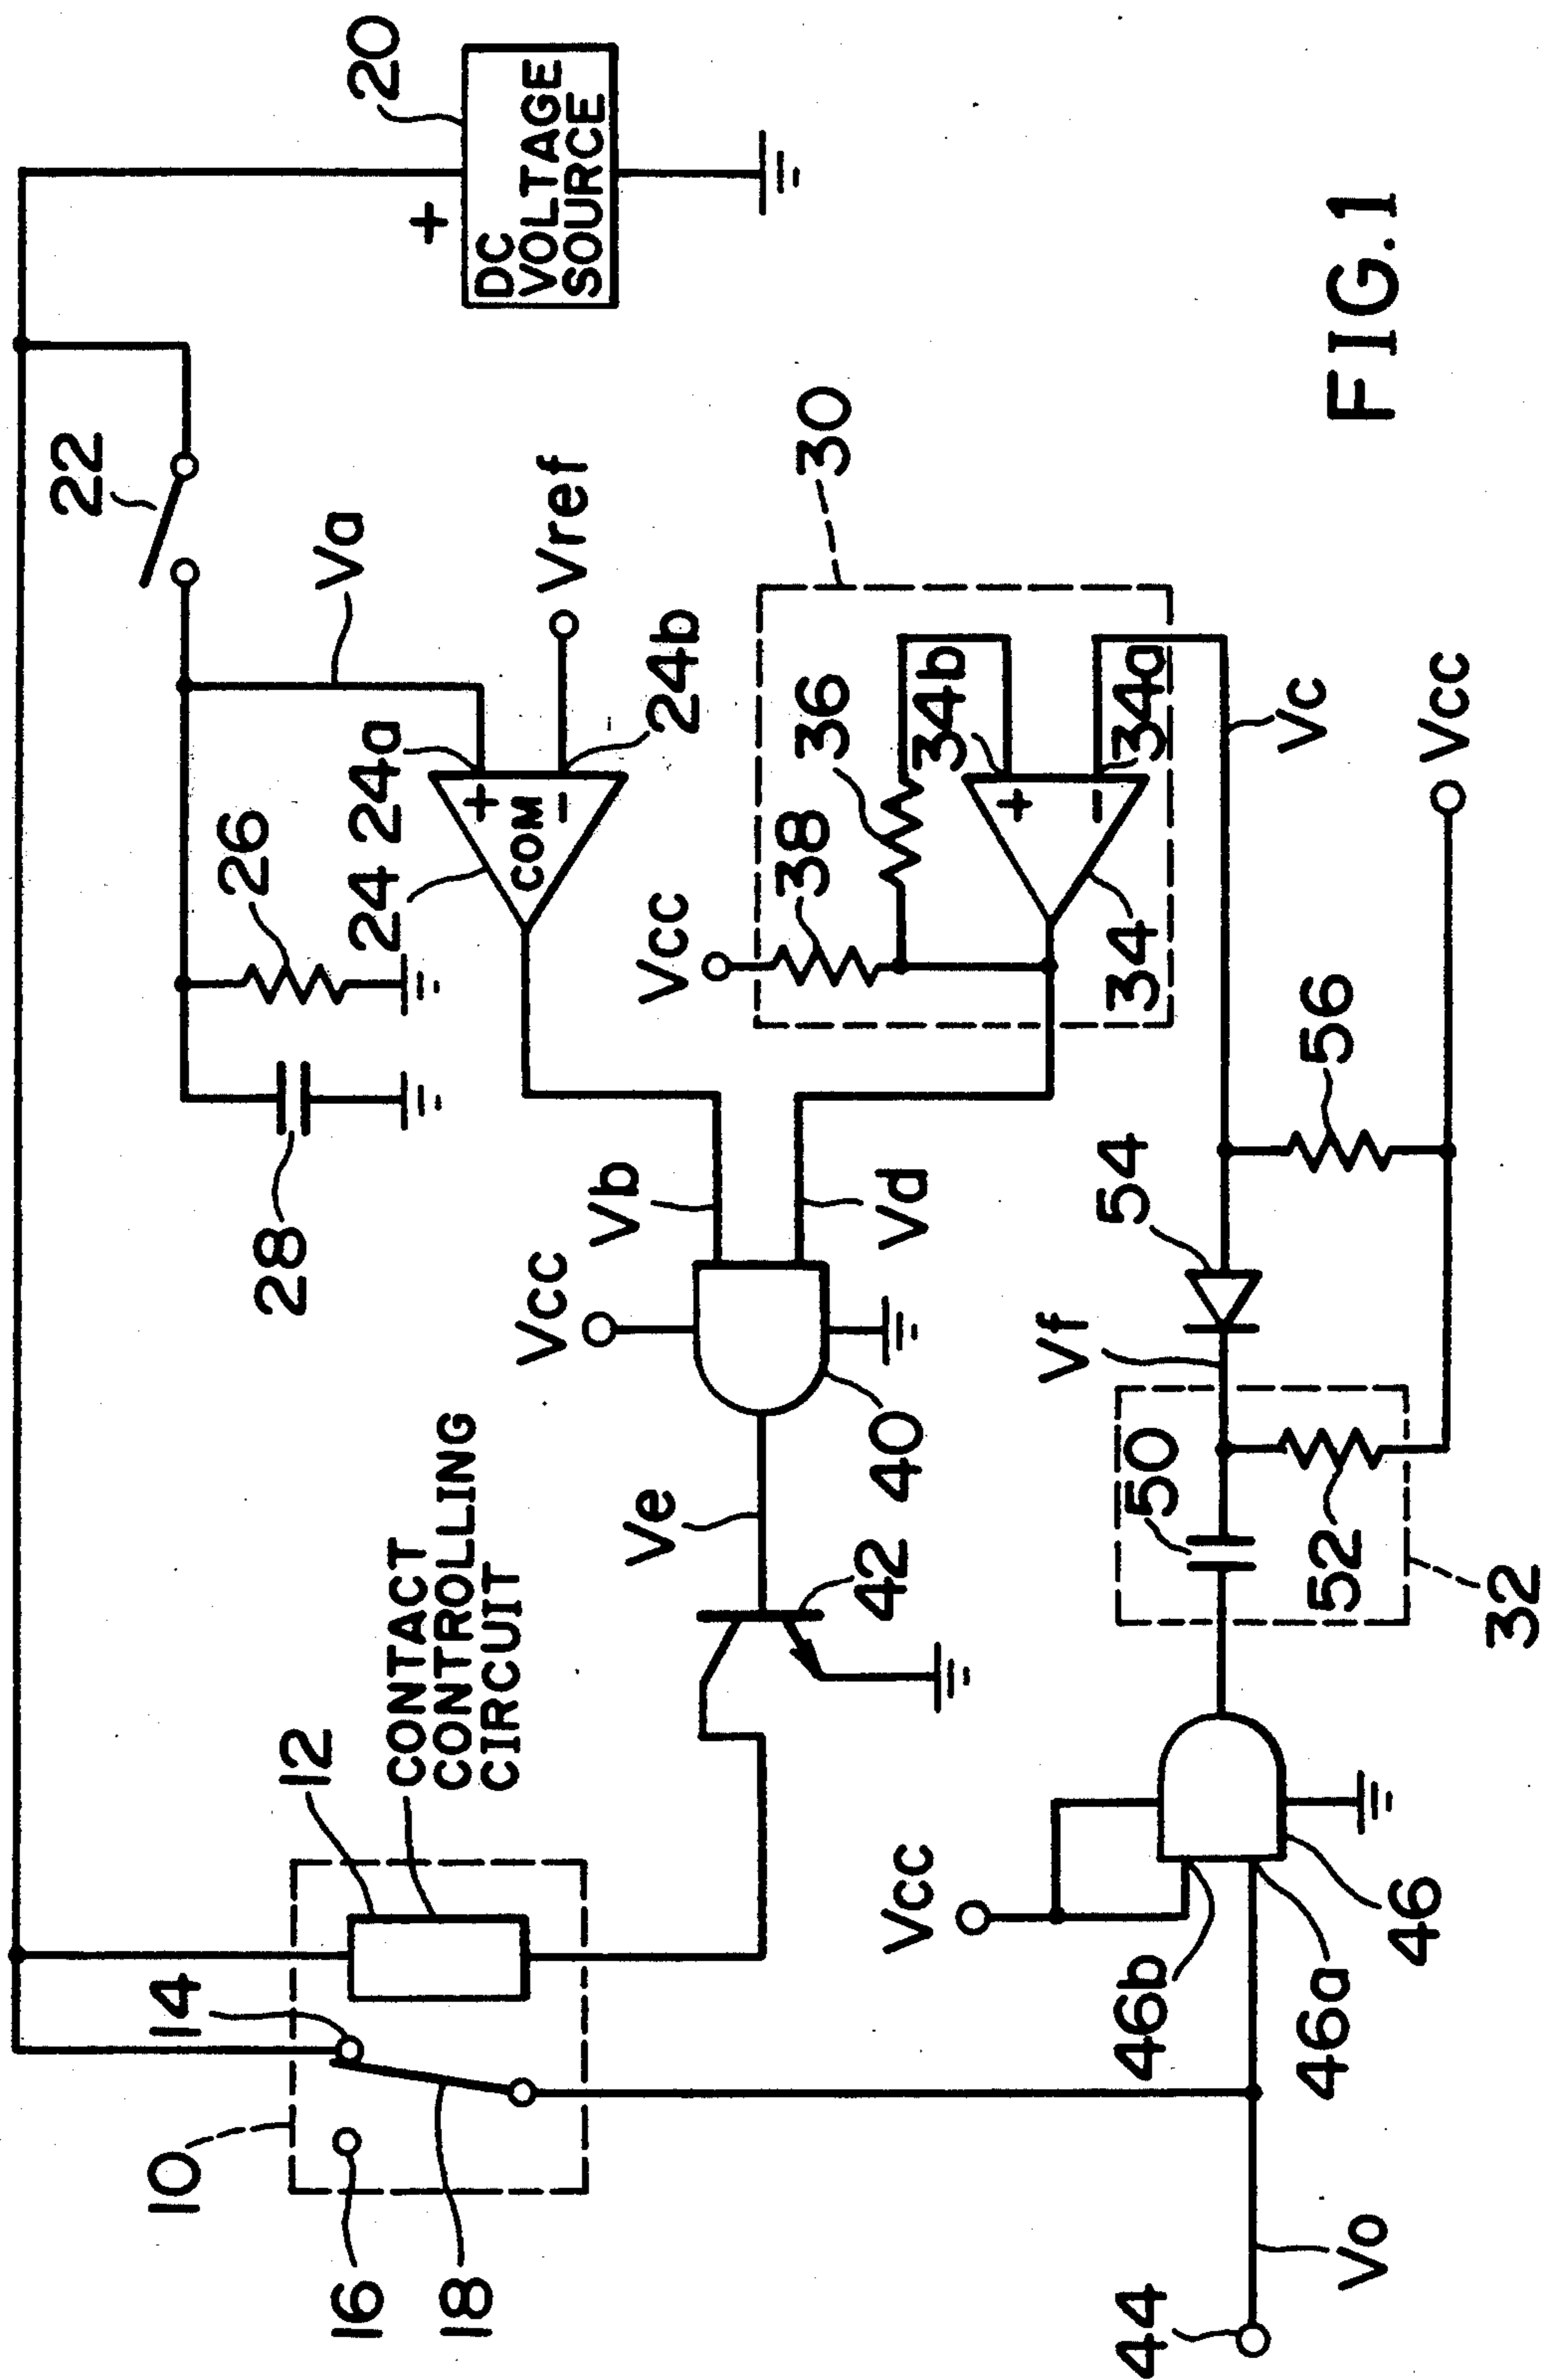 20
+
DC
VOLTAGE
SOURCE
22
Va
Vref
24
24a
24b
+
COM
-
26
28
30
36
38
34b
34a
+
-
34
Vcc
Vc
Vcc
56
54
Vf
Vb
Vd
Vcc
40
Ve
42
50
52
32
CONTACT
CONTROLLING
CIRCUIT
12
14
10
16
18
Vcc
46b
46a
46
Vo
44
FIG.1